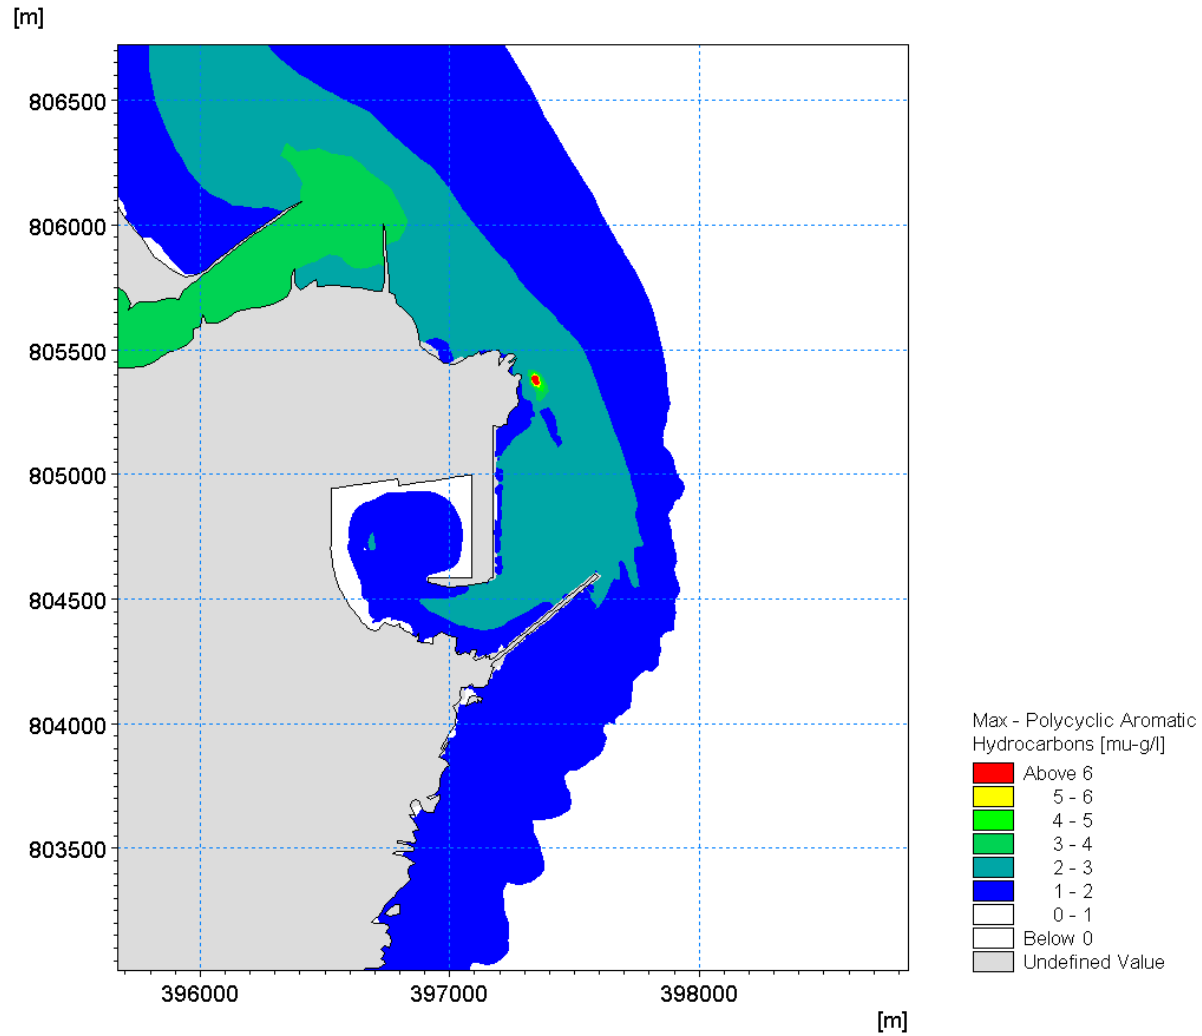 [m]
806500
806000
805500
805000
804500
804000
803500
396000
397000
398000
[m]
Max - Polycyclic Aromatic
Hydrocarbons [mu-g/l]
Above 6
5 - 6
4 - 5
3 - 4
2 - 3
1 - 2
0 - 1
Below 0
Undefined Value